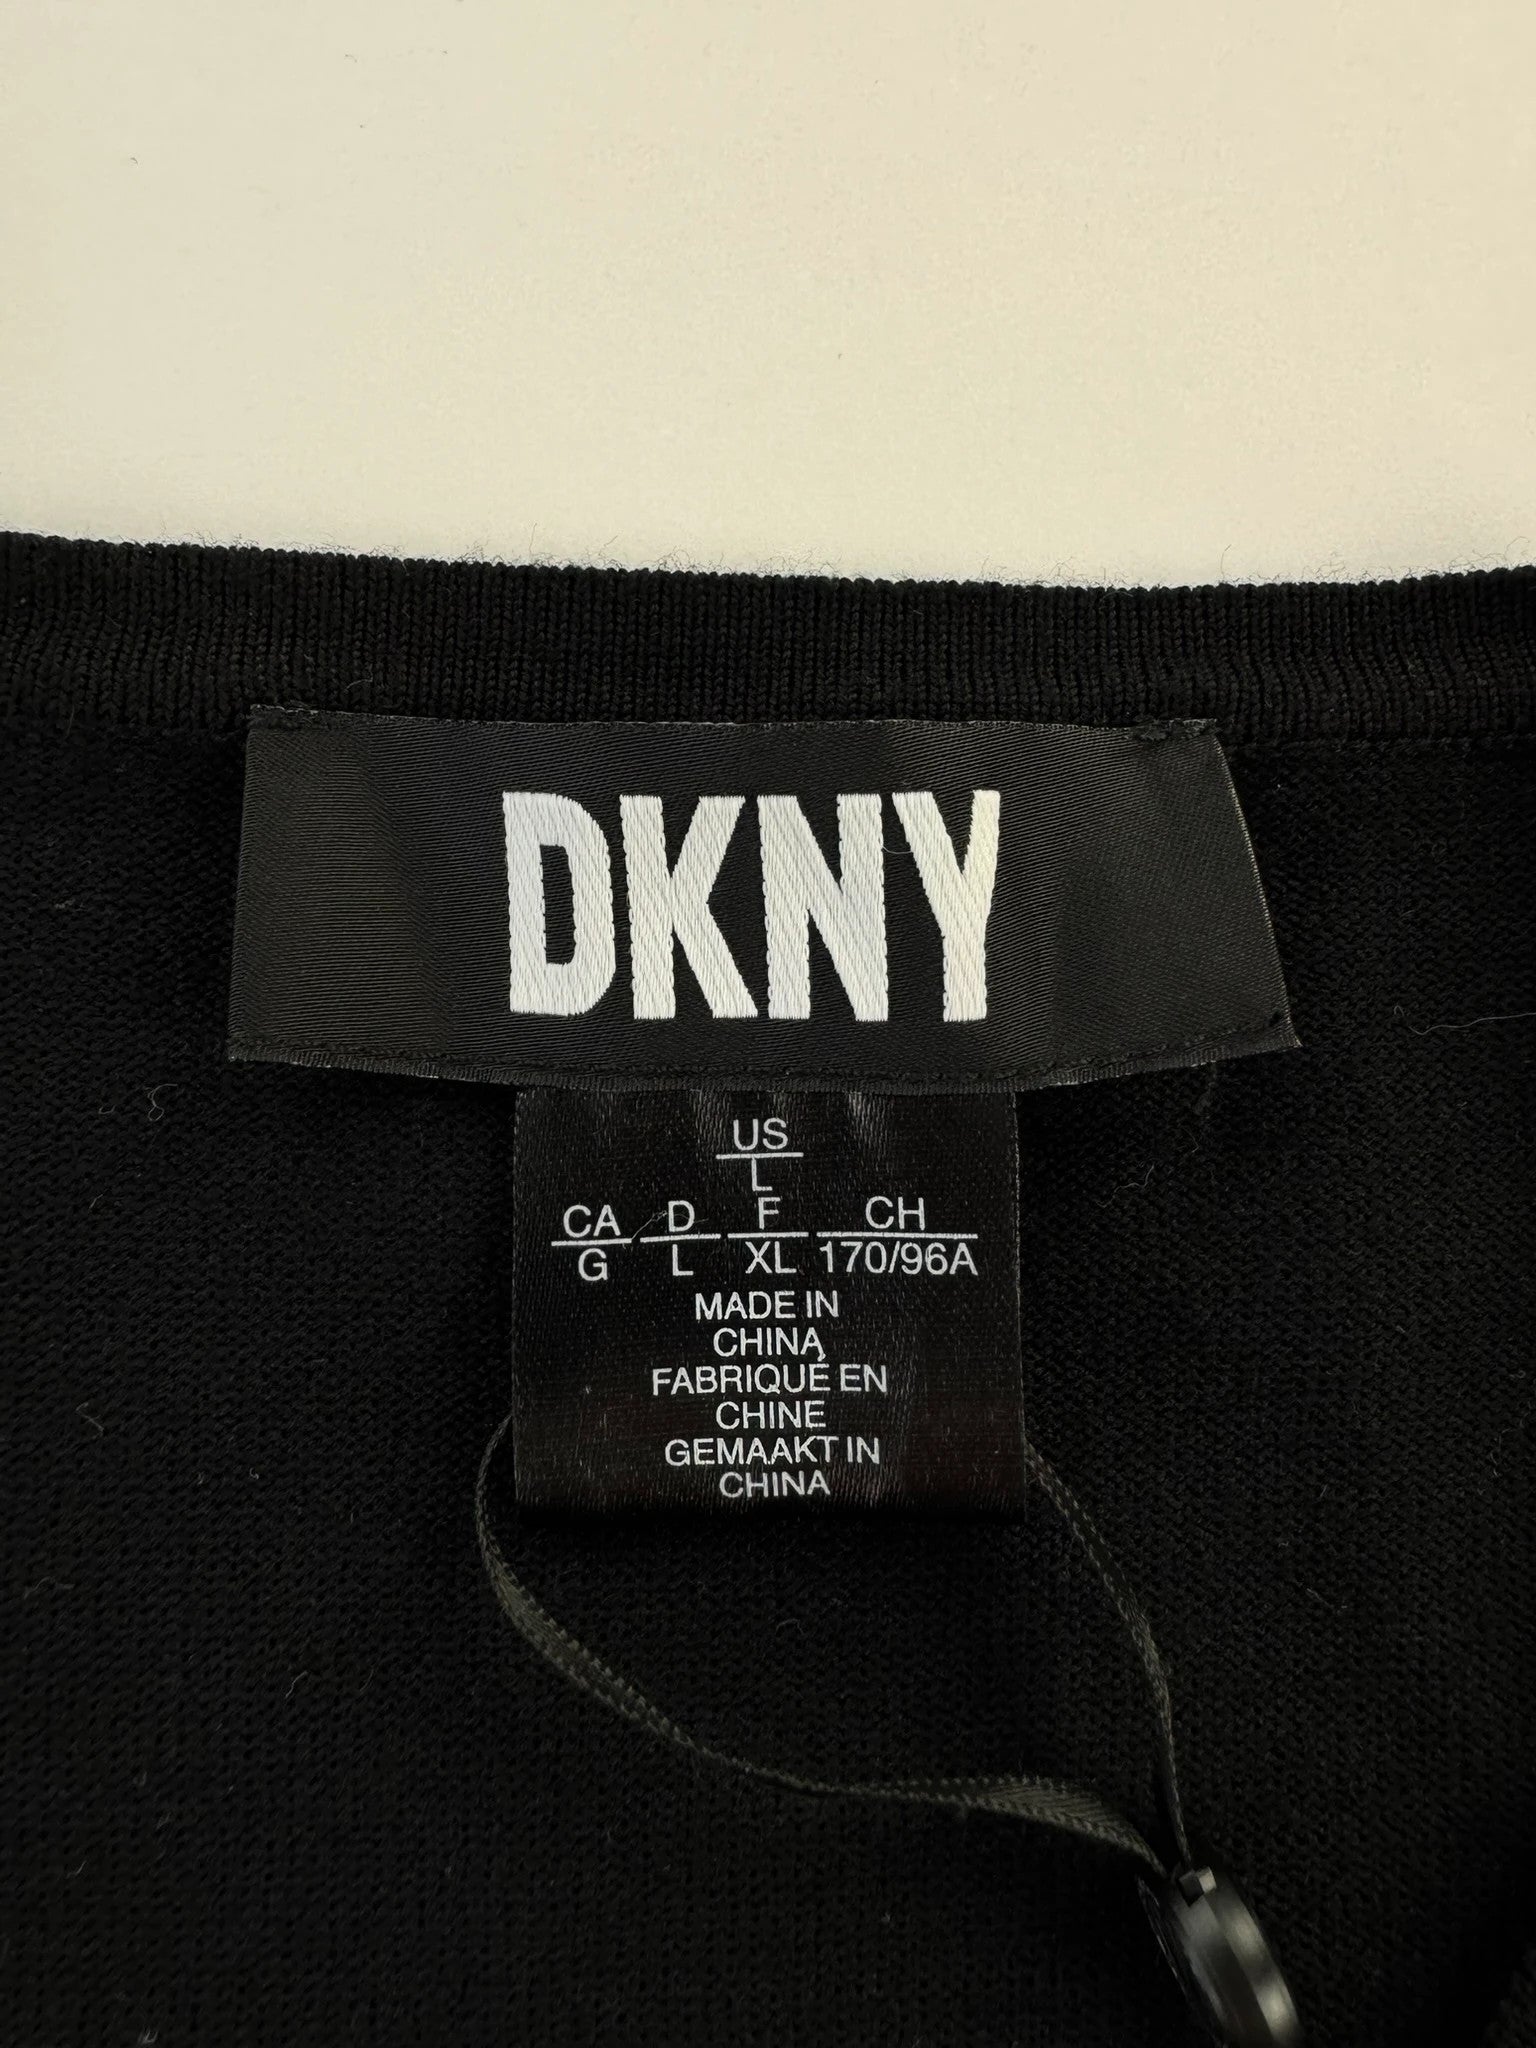 DKNY
US
L
CA D F CH
G L XL 170/96A
MADE IN
CHINA
FABRIQUÉ EN
CHINE
GEMAAKT IN
CHINA